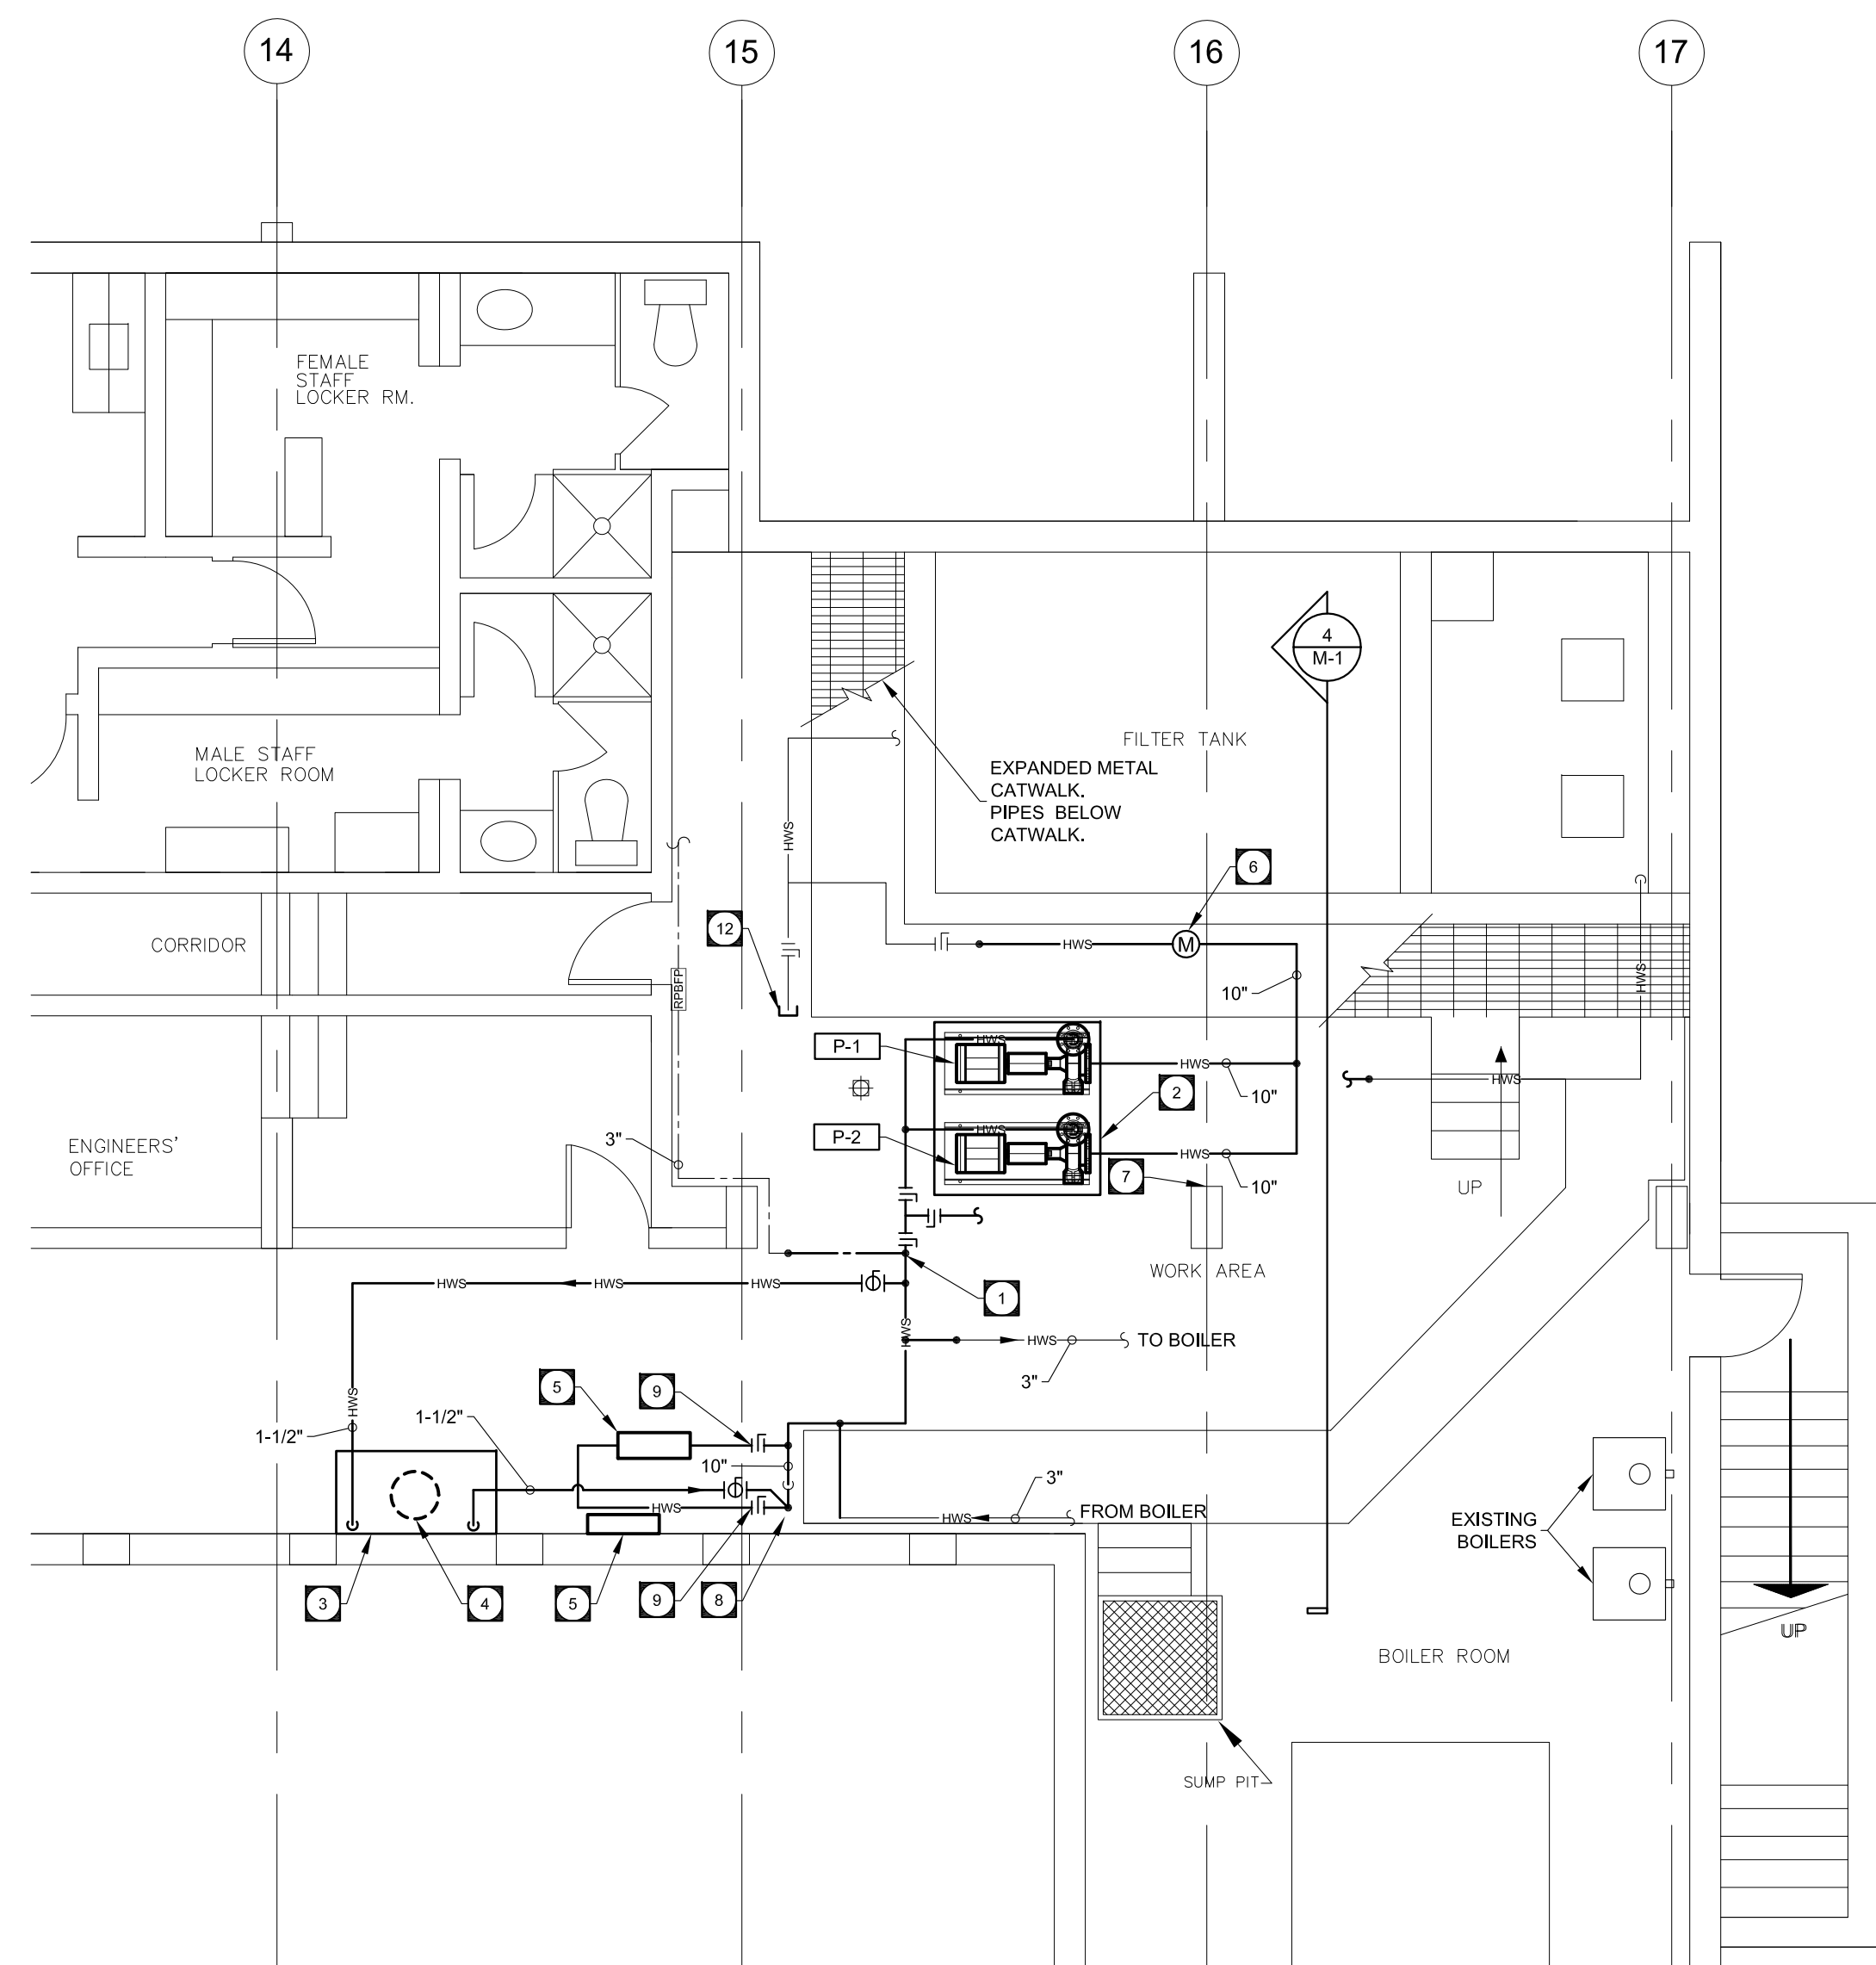 14
15
16
17
FEMALE
STAFF
LOCKER RM.
4
M-1
FILTER TANK
MALE STAFF
LOCKER ROOM
EXPANDED METAL
CATWALK.
PIPES BELOW
CATWALK.
HWS
6
12
CORRIDOR
HWS
M
RPBFP
10"
HWS
P-1
HWS
HWS
10"
2
HWS
P-2
HWS
HWS
10"
7
3"
ENGINEERS'
OFFICE
UP
WORK AREA
1
HWS
HWS
HWS
HWS
HWS
TO BOILER
3"
5
9
HWS
1-1/2"
1-1/2"
10"
3"
HWS
HWS
FROM BOILER
EXISTING
BOILERS
3
4
5
9
8
UP
BOILER ROOM
SUMP PIT